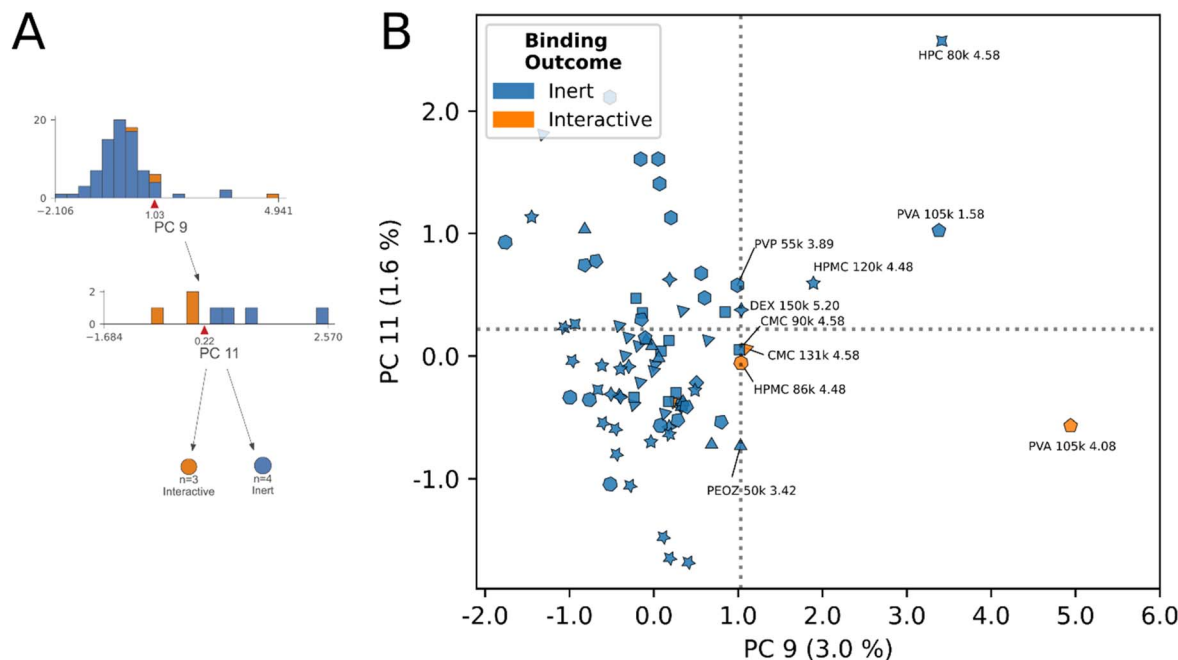 A
20
0
−2.106
1.03
4.941
PC 9
2
0
−1.684
0.22
2.570
PC 11
n=3
Interactive
n=4
Inert
B
Binding
Outcome
Inert
Interactive
HPC 80k 4.58
PVA 105k 1.58
PVP 55k 3.89
HPMC 120k 4.48
DEX 150k 5.20
CMC 90k 4.58
CMC 131k 4.58
HPMC 86k 4.48
PVA 105k 4.08
PEOZ 50k 3.42
2.0
1.0
0.0
-1.0
PC 11 (1.6 %)
-2.0 -1.0 0.0 1.0 2.0 3.0 4.0 5.0 6.0
PC 9 (3.0 %)